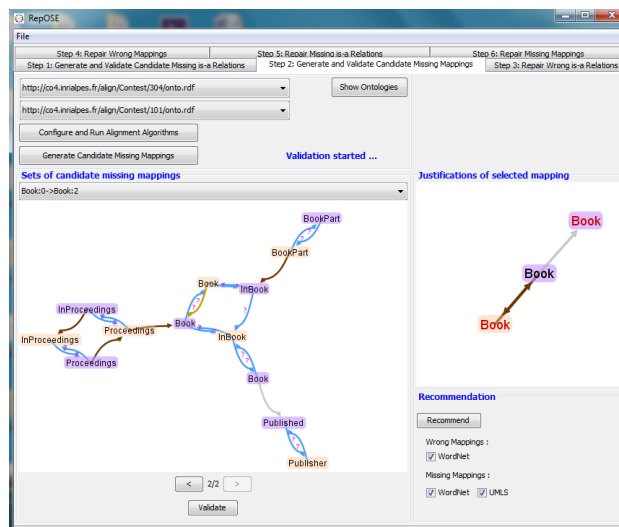 RepOSE
File
Step 4: Repair Wrong Mappings
Step 5: Repair Missing is-a Relations
Step 6: Repair Missing Mappings
Step 1: Generate and Validate Candidate Missing is-a Relations
Step 2: Generate and Validate Candidate Missing Mappings
Step 3: Repair Wrong is-a Relations
http://co4.inrialpes.fr/align/Contest/304/onto.rdf
Show Ontologies
http://co4.inrialpes.fr/align/Contest/101/onto.rdf
Configure and Run Alignment Algorithms
Generate Candidate Missing Mappings
Validation started ...
Sets of candidate missing mappings
Book:0->Book:2
BookPart
? ?
BookPart
Book
? ?
InBook
? ?
InProceedings
? ?
Proceedings
Book
? ?
InBook
?
InProceedings
? ?
Proceedings
? ?
Book
Published
? ?
Publisher
< 2/2 >
Validate
Justifications of selected mapping
Book
Book
Book
Recommendation
Recommend
Wrong Mappings :
WordNet
Missing Mappings :
WordNet UMLS